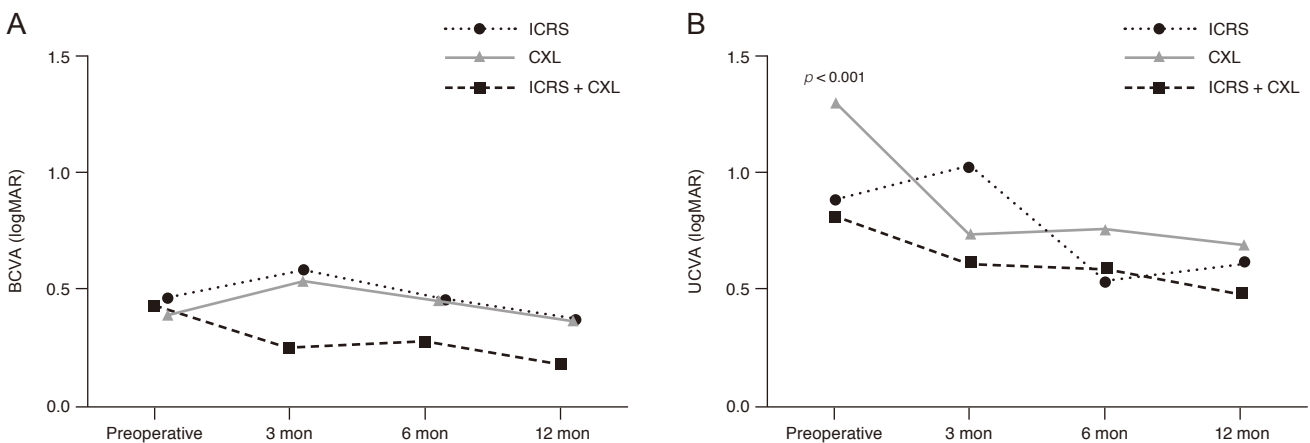 A
ICRS
CXL
ICRS + CXL
1.5
1.0
0.5
0.0
BCVA (logMAR)
Preoperative 3 mon 6 mon 12 mon
B
ICRS
CXL
ICRS + CXL
1.5
p < 0.001
1.0
0.5
0.0
UCVA (logMAR)
Preoperative 3 mon 6 mon 12 mon